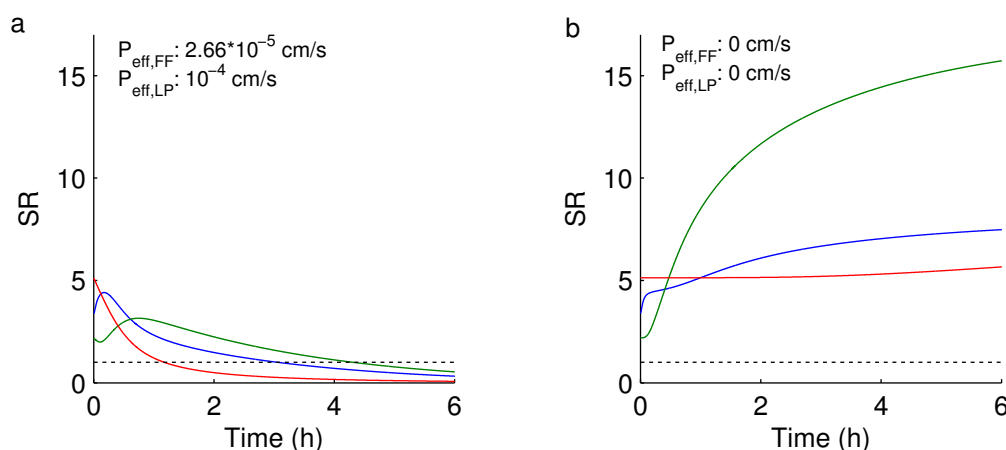 a
P_eff,FF: 2.66*10^−5 cm/s
P_eff,LP: 10^−4 cm/s
15
10
5
0
SR
0 2 4 6
Time (h)
b
P_eff,FF: 0 cm/s
P_eff,LP: 0 cm/s
15
10
5
0
SR
0 2 4 6
Time (h)